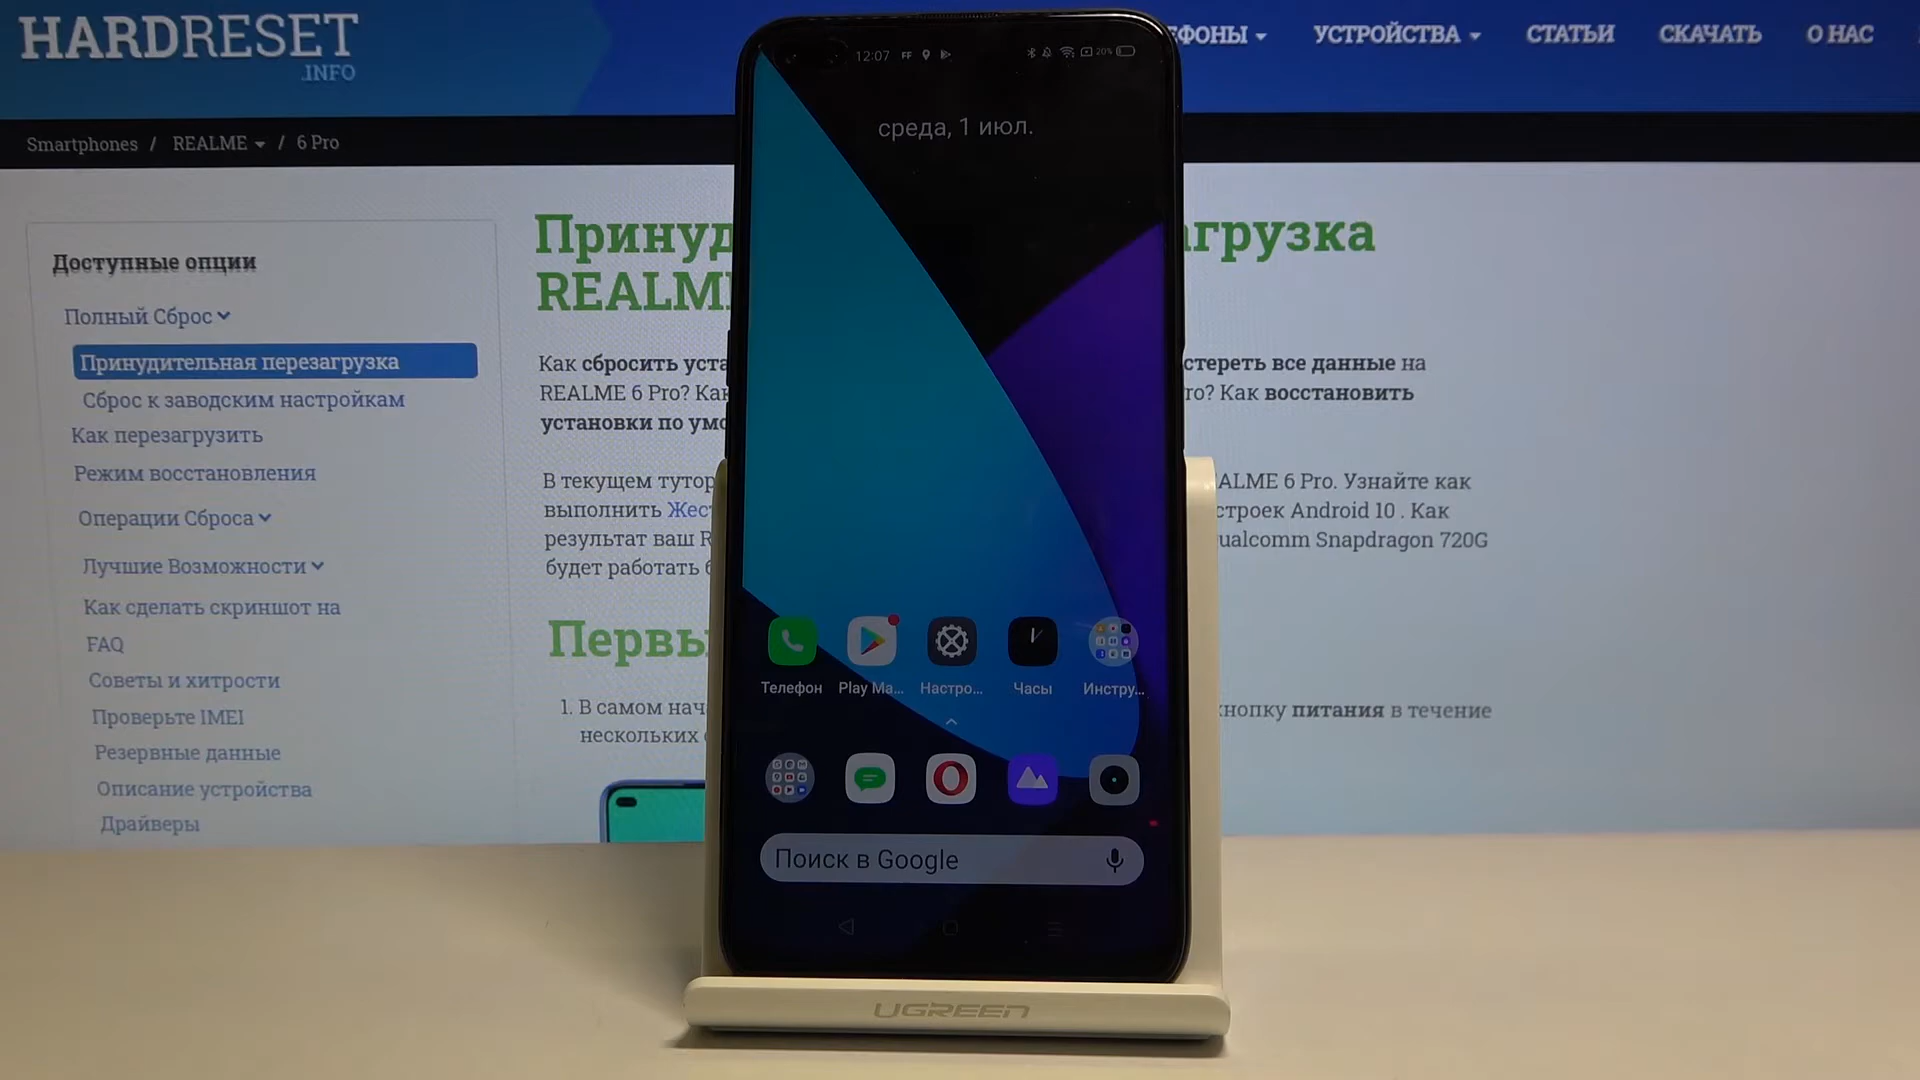 HARDRESET
.INFO
ЕФОНЫ УСТРОЙСТВА СТАТЬИ СКАЧАТЬ О НАС
Smartphones / REALME / 6 Pro
Доступные опции
Полный Сброс
Принудительная перезагрузка
Сброс к заводским настройкам
Как перезагрузить
Режим восстановления
Операции Сброса
Лучшие Возможности
Как сделать скриншот на
FAQ
Советы и хитрости
Проверьте IMEI
Резервные данные
Описание устройства
Драйверы
Принуд агрузка
REALM
Как сбросить уста стереть все данные на
REALME 6 Pro? Как ro? Как восстановить
установки по умо
В текущем тутор ALME 6 Pro. Узнайте как
выполнить Жес строек Android 10 . Как
результат ваш R ualcomm Snapdragon 720G
будет работать б
Первы
1. В самом нач кнопку питания в течение
нескольких с
12:07 FF 20%
среда, 1 июл.
Телефон Play Ma... Настро... Часы Инстру...
Поиск в Google
UGREEN